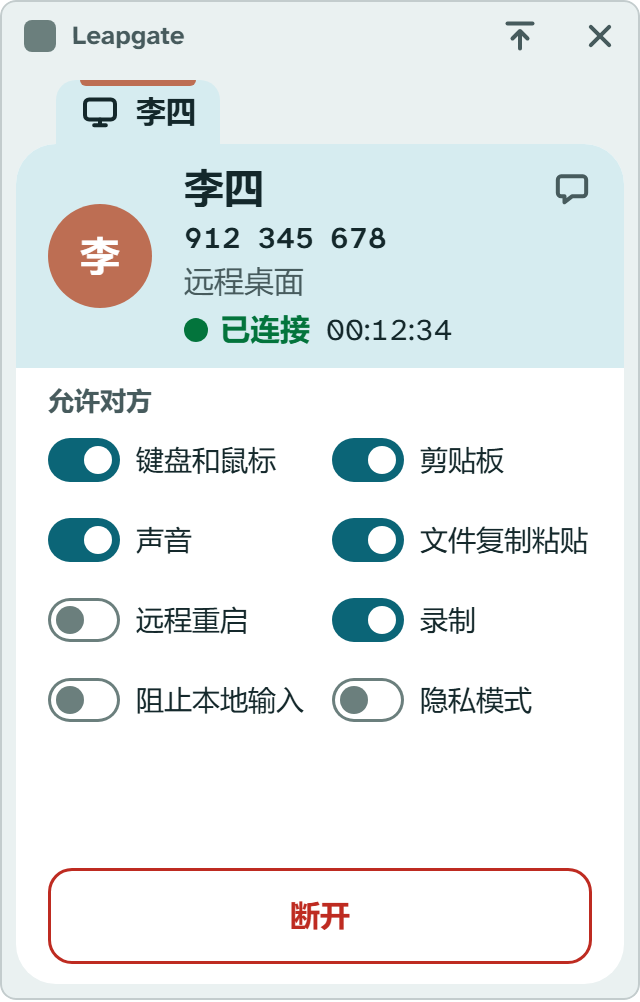 Leapgate
李四
李四
李
912 345 678
远程桌面
已连接 00:12:34
允许对方
键盘和鼠标 剪贴板
声音 文件复制粘贴
远程重启 录制
阻止本地输入 隐私模式
断开